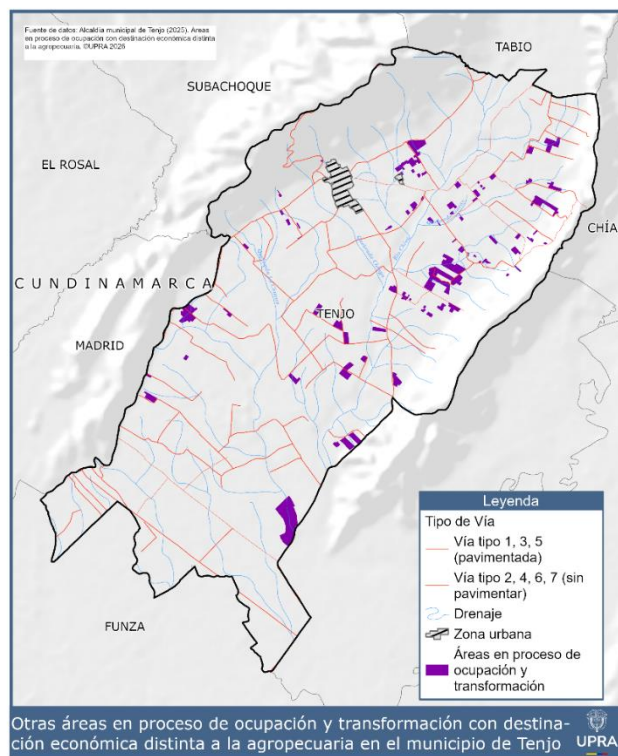 Fuente de datos: Alcaldía municipal de Tenjo (2025). Áreas
en proceso de ocupación con destinación económica distinta
a la agropecuaria. ©UPRA 2026
TABIO
SUBACHOQUE
EL ROSAL
CHÍA
CUNDINAMARCA
TENJO
MADRID
FUNZA
Leyenda
Tipo de Vía
Vía tipo 1, 3, 5
(pavimentada)
Vía tipo 2, 4, 6, 7 (sin
pavimentar)
Drenaje
Zona urbana
Áreas en proceso de
ocupación y
transformación
Otras áreas en proceso de ocupación y transformación con destina-
ción económica distinta a la agropecuaria en el municipio de Tenjo
UPRA